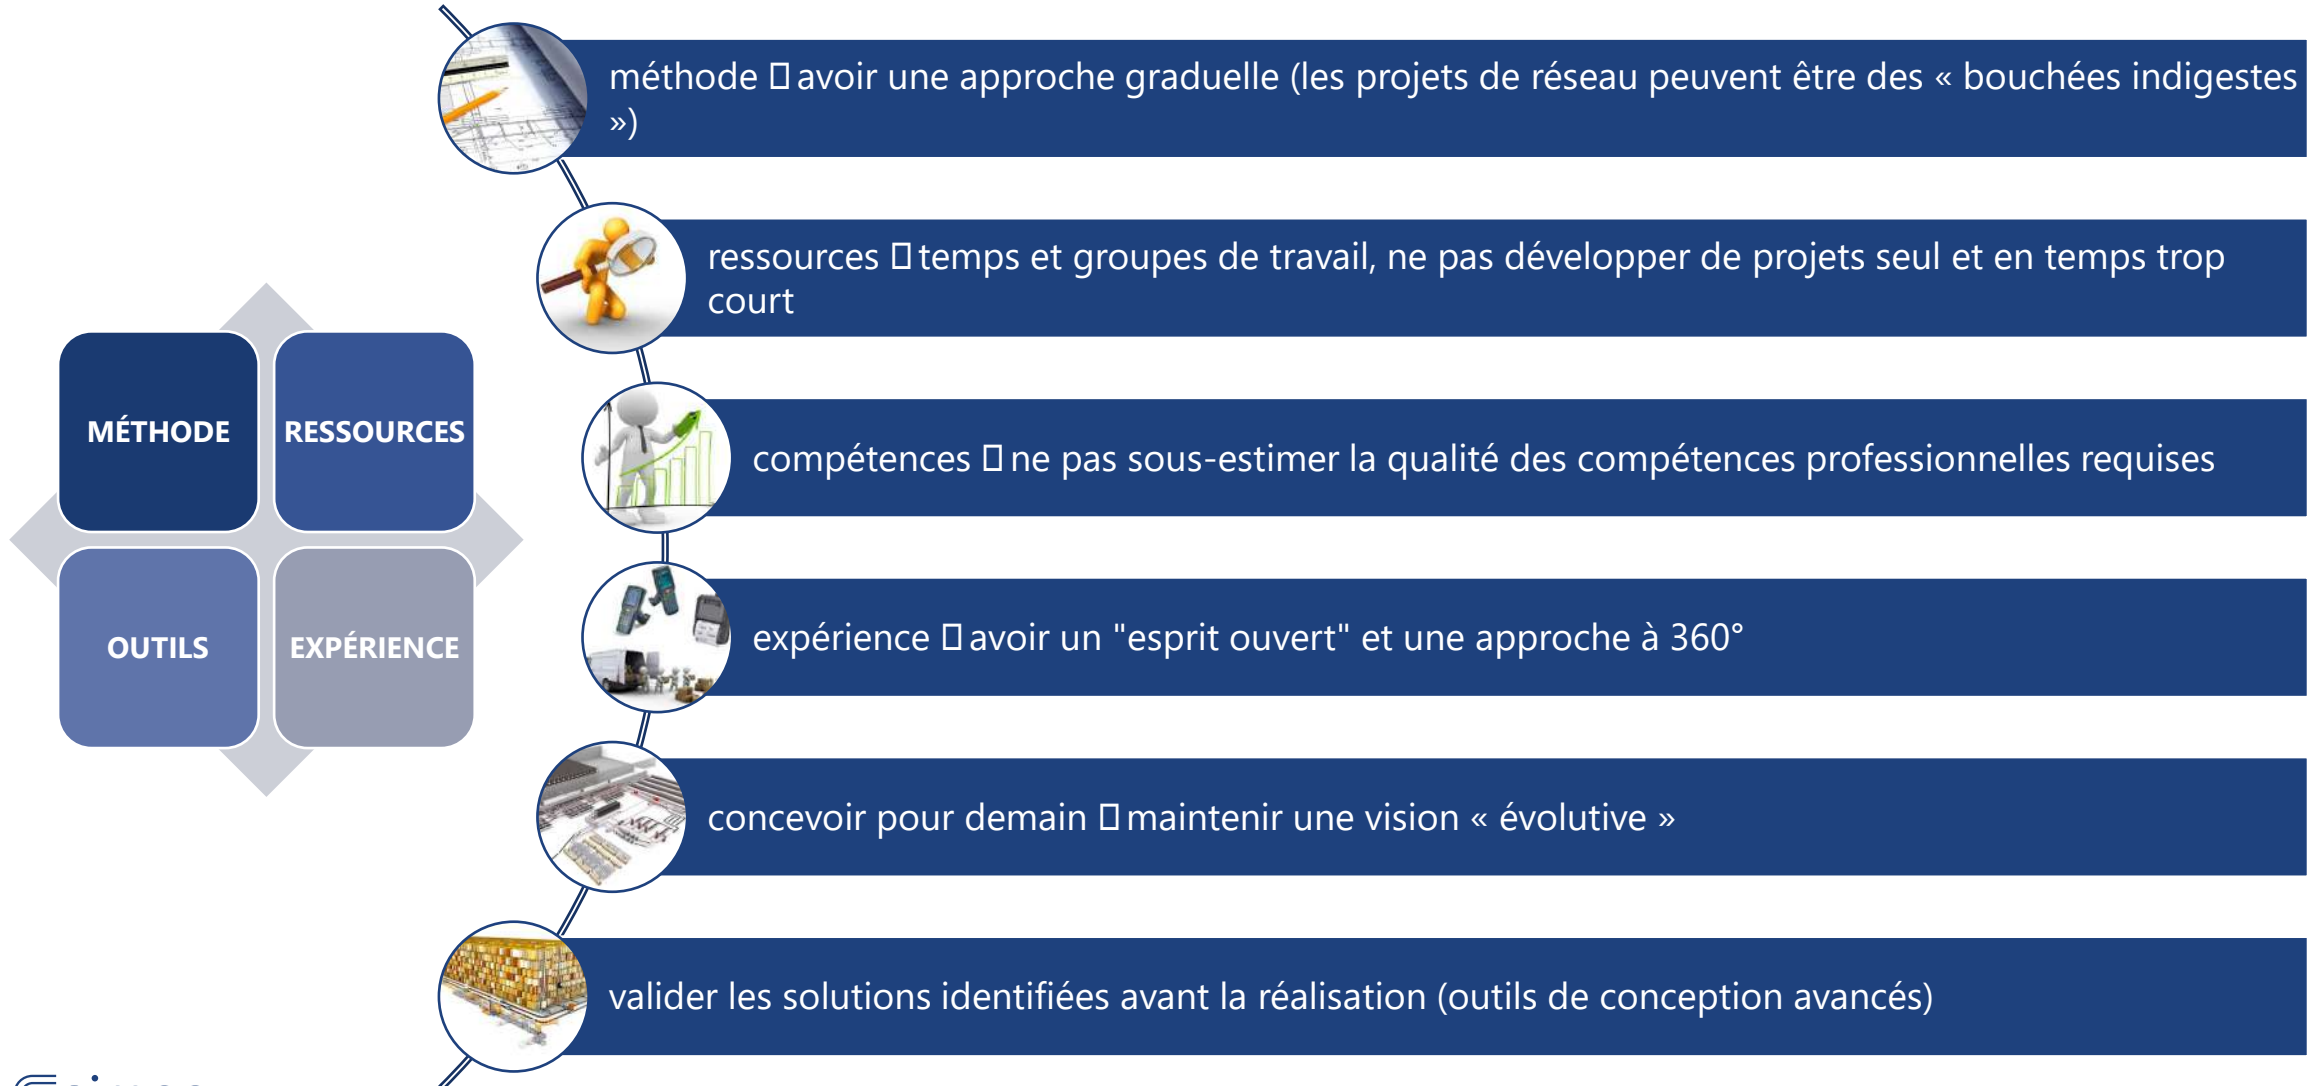 méthode □ avoir une approche graduelle (les projets de réseau peuvent être des « bouchées indigestes
»)
ressources □ temps et groupes de travail, ne pas développer de projets seul et en temps trop
court
MÉTHODE
RESSOURCES
compétences □ ne pas sous-estimer la qualité des compétences professionnelles requises
OUTILS
EXPÉRIENCE
expérience □ avoir un "esprit ouvert" et une approche à 360°
concevoir pour demain □ maintenir une vision « évolutive »
valider les solutions identifiées avant la réalisation (outils de conception avancés)